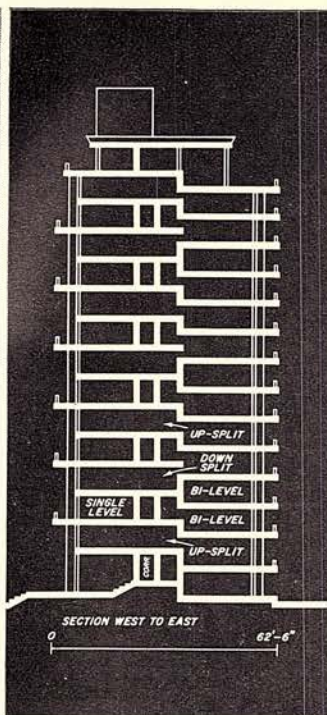 UP-SPLIT
DOWN
SPLIT
BI-LEVEL
SINGLE
LEVEL
BI-LEVEL
UP-SPLIT
CORR
SECTION WEST TO EAST
0 62'-6"